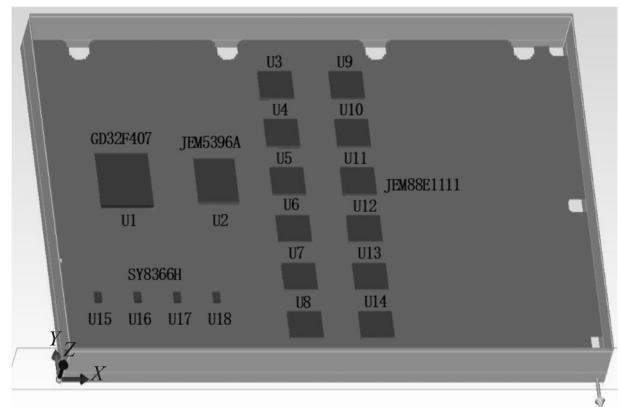 U3 U9
U4 U10
GD32F407 JEM5396A
U5 U11
JEM88E1111
U6 U12
U1 U2
U7 U13
SY8366H
U8 U14
U15 U16 U17 U18
Y Z X